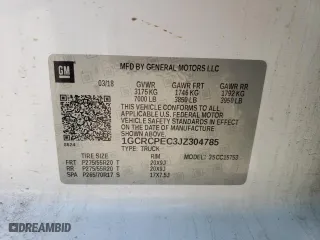 GM
MFD BY GENERAL MOTORS LLC
03/18
GVWR GAWR FRT GAWR RR
3175 KG 1746 KG 1792 KG
7000 LB 3850 LB 3950 LB
THIS VEHICLE CONFORMS TO ALL
APPLICABLE U.S. FEDERAL MOTOR
VEHICLE SAFETY STANDARDS IN
EFFECT ON THE DATE OF
MANUFACTURE SHOWN ABOVE.
1GCRCPEC3JZ304785
TYPE: TRUCK
MODEL:
TIRE SIZE RIM
FRT P275/55R20 T 20X9J
RR P275/55R20 T 20X9J
SPA P265/70R17 S 17X7.5J